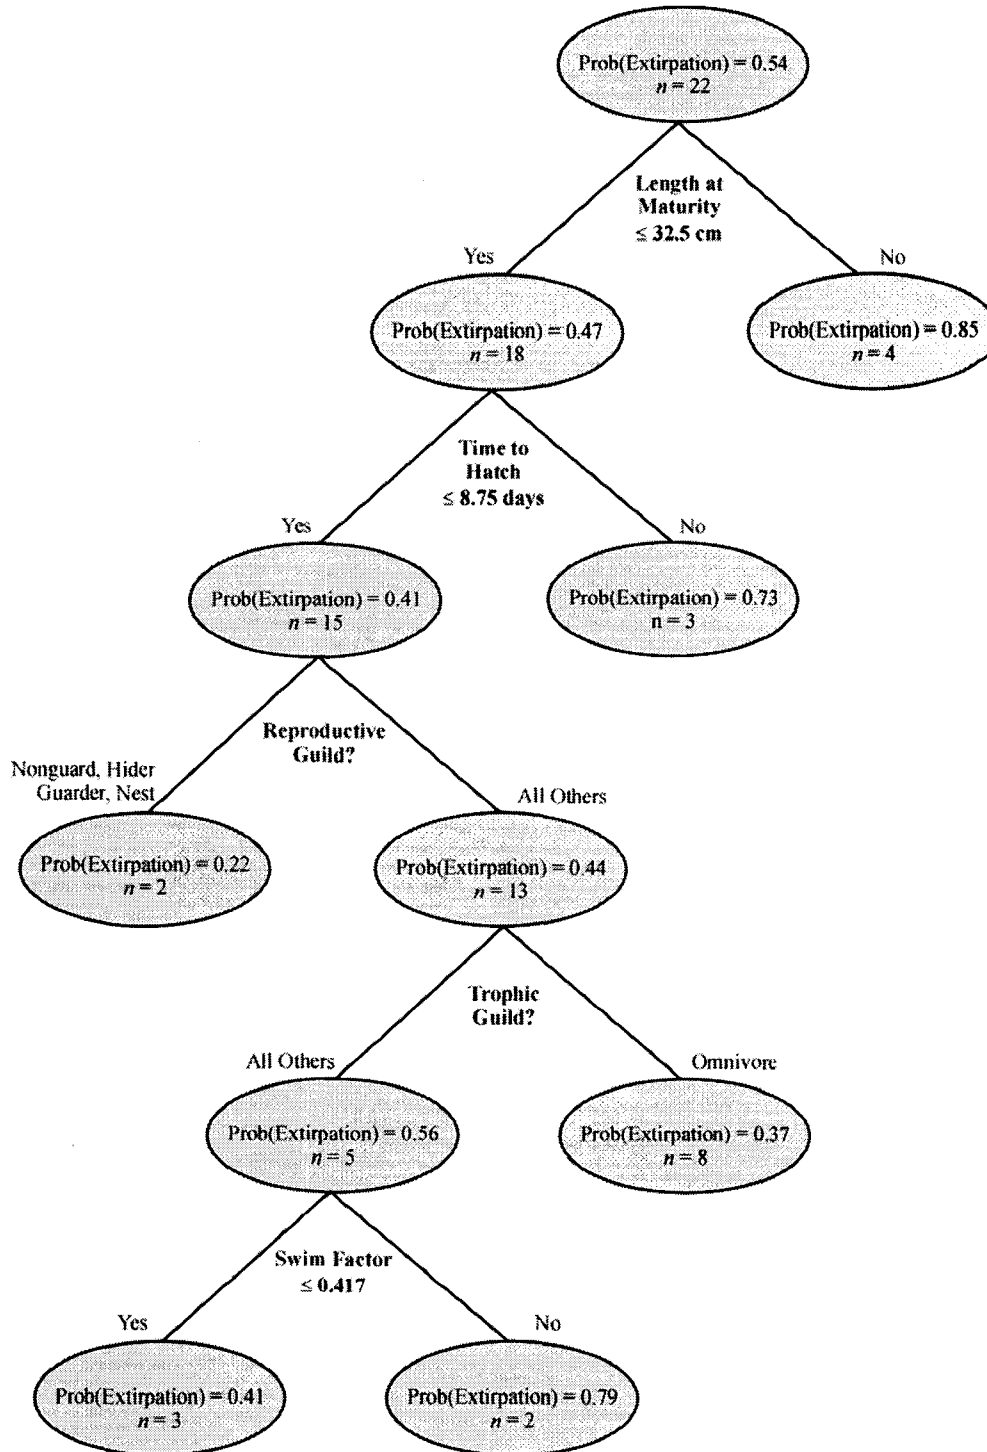 Prob(Extirpation) = 0.54
n = 22
Length at
Maturity
≤ 32.5 cm
Yes
No
Prob(Extirpation) = 0.47
n = 18
Prob(Extirpation) = 0.85
n = 4
Time to
Hatch
≤ 8.75 days
Yes
No
Prob(Extirpation) = 0.41
n = 15
Prob(Extirpation) = 0.73
n = 3
Reproductive
Guild?
Nonguard, Hider
Guarder, Nest
All Others
Prob(Extirpation) = 0.22
n = 2
Prob(Extirpation) = 0.44
n = 13
Trophic
Guild?
All Others
Omnivore
Prob(Extirpation) = 0.56
n = 5
Prob(Extirpation) = 0.37
n = 8
Swim Factor
≤ 0.417
Yes
No
Prob(Extirpation) = 0.41
n = 3
Prob(Extirpation) = 0.79
n = 2